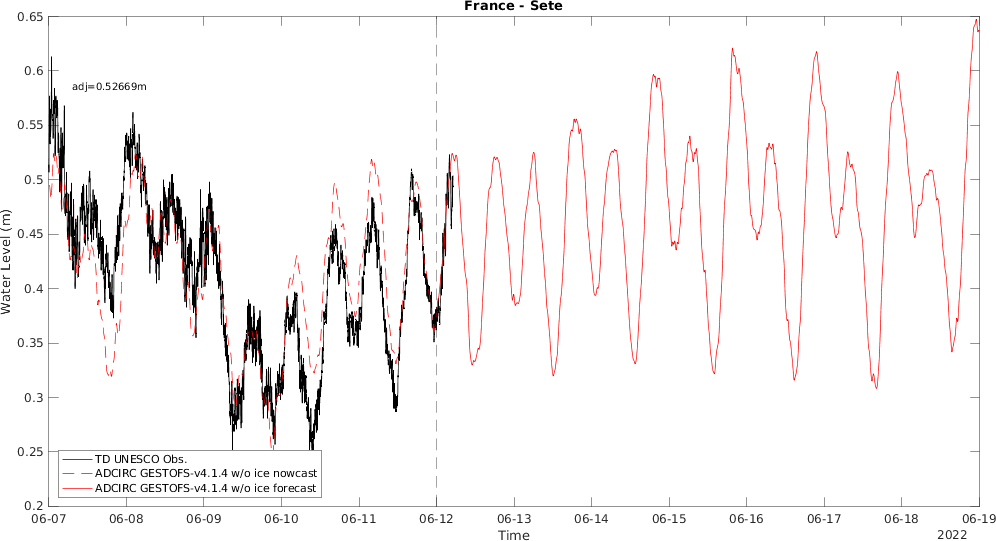 France - Sete
Water Level (m)
0.65
0.6
0.55
0.5
0.45
0.4
0.35
0.3
0.25
0.2
adj=0.52669m
TD UNESCO Obs.
ADCIRC GESTOFS-v4.1.4 w/o ice nowcast
ADCIRC GESTOFS-v4.1.4 w/o ice forecast
06-07 06-08 06-09 06-10 06-11 06-12 06-13 06-14 06-15 06-16 06-17 06-18 06-19
Time
2022